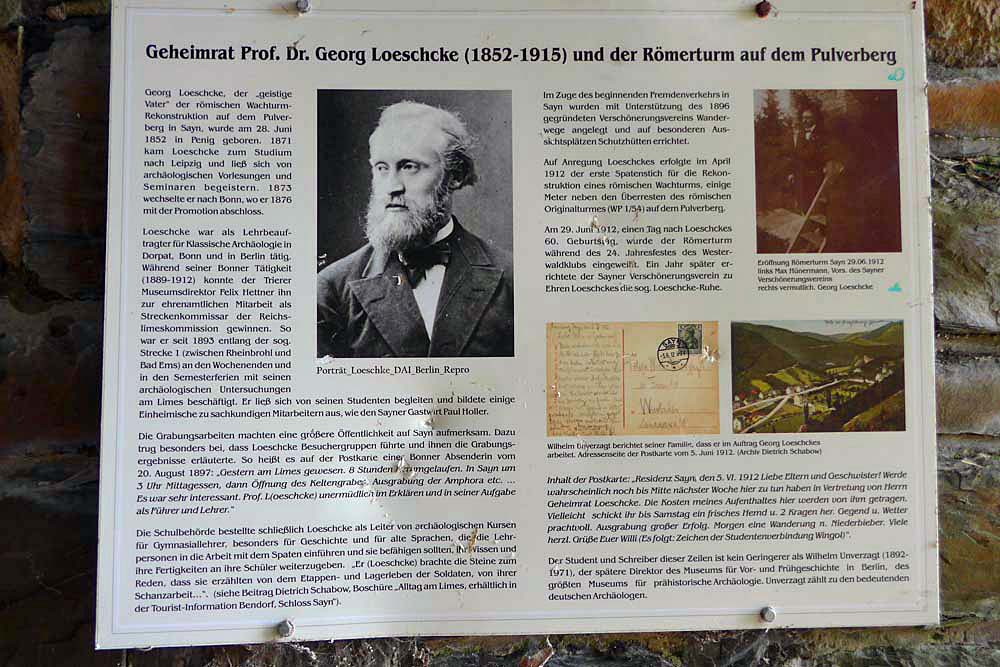 Geheimrat Prof. Dr. Georg Loeschcke (1852-1915) und der Römerturm auf dem Pulverberg
Georg Loeschcke, der „geistige
Vater" der römischen Wachturm-
Rekonstruktion auf dem Pulver-
berg in Sayn, wurde am 28. Juni
1852 in Penig geboren. 1871
kam Loeschcke zum Studium
nach Leipzig und ließ sich von
archäologischen Vorlesungen und
Seminaren begeistern. 1873
wechselte er nach Bonn, wo er 1876
mit der Promotion abschloss.
Loeschcke war als Lehrbeauf-
tragter für Klassische Archäologie in
Dorpat, Bonn und in Berlin tätig.
Während seiner Bonner Tätigkeit
(1889-1912) konnte der Trierer
Museumsdirektor Felix Hettner ihn
zur ehrenamtlichen Mitarbeit als
Streckenkommissar der Reichs-
limeskommission gewinnen. So
war er seit 1893 entlang der sog.
Strecke 1 (zwischen Rheinbrohl und
Bad Ems) an den Wochenenden und
in den Semesterferien mit seinen
archäologischen Untersuchungen
am Limes beschäftigt. Er ließ sich von seinen Studenten begleiten und bildete einige
Einheimische zu sachkundigen Mitarbeitern aus, wie den Sayner Gastwirt Paul Holler.
Die Grabungsarbeiten machten eine größere Öffentlichkeit auf Sayn aufmerksam. Dazu
trug besonders bei, dass Loeschcke Besuchergruppen führte und ihnen die Grabungs-
ergebnisse erläuterte. So heißt es auf der Postkarte einer Bonner Absenderin vom
20. August 1897: „Gestern am Limes gewesen. 8 Stunden herumgelaufen. In Sayn um
3 Uhr Mittagessen, dann Öffnung des Keltengrabes, Ausgrabung der Amphora etc. ...
Es war sehr interessant. Prof. L(oeschcke) unermüdlich im Erklären und in seiner Aufgabe
als Führer und Lehrer."
Die Schulbehörde bestellte schließlich Loeschcke als Leiter von archäologischen Kursen
für Gymnasiallehrer, besonders für Geschichte und für alte Sprachen, die die Lehr-
personen in die Arbeit mit dem Spaten einführen und sie befähigen sollten, ihr Wissen und
ihre Fertigkeiten an ihre Schüler weiterzugeben. „Er (Loeschcke) brachte die Steine zum
Reden, dass sie erzählten von dem Etappen- und Lagerleben der Soldaten, von ihrer
Schanzarbeit...". (siehe Beitrag Dietrich Schabow, Boschüre „Alltag am Limes, erhältlich in
der Tourist-Information Bendorf, Schloss Sayn").
Porträt_Loeschke_DAI_Berlin_Repro
Im Zuge des beginnenden Fremdenverkehrs in
Sayn wurden mit Unterstützung des 1896
gegründeten Verschönerungsvereins Wander-
wege angelegt und auf besonderen Aus-
sichtsplätzen Schutzhütten errichtet.
Auf Anregung Loeschckes erfolgte im April
1912 der erste Spatenstich für die Rekon-
struktion eines römischen Wachturms, einige
Meter neben den Überresten des römischen
Originalturmes (WP 1/54) auf dem Pulverberg.
Am 29. Juni 1912, einen Tag nach Loeschckes
60. Geburtstag, wurde der Römerturm
während des 24. Jahresfestes des Wester-
waldklubs eingeweiht. Ein Jahr später er-
richtete der Sayner Verschönerungsverein zu
Ehren Loeschckes die sog. Loeschcke-Ruhe.
Eröffnung Römerturm Sayn 29.06.1912
links Max Hünermann, Vors. des Sayner
Verschönerungsvereins
rechts vermutlich. Georg Loeschcke
Wilhelm Unverzagt berichtet seiner Familie, dass er im Auftrag Georg Loeschckes
arbeitet. Adressenseite der Postkarte vom 5. Juni 1912. (Archiv Dietrich Schabow)
Inhalt der Postkarte: „Residenz Sayn, den 5. VI. 1912 Liebe Eltern und Geschwister! Werde
wahrscheinlich noch bis Mitte nächster Woche hier zu tun haben in Vertretung von Herrn
Geheimrat Loeschcke. Die Kosten meines Aufenthaltes hier werden von ihm getragen.
Vielleicht schickt ihr bis Samstag ein frisches Hemd u. 2 Kragen her. Gegend u. Wetter
prachtvoll. Ausgrabung großer Erfolg. Morgen eine Wanderung n. Niederbieber. Viele
herzl. Grüße Euer Willi (Es folgt: Zeichen der Studentenverbindung Wingol)".
Der Student und Schreiber dieser Zeilen ist kein Geringerer als Wilhelm Unverzagt (1892-
1971), der spätere Direktor des Museums für Vor- und Frühgeschichte in Berlin, des
größten Museums für prähistorische Archäologie. Unverzagt zählt zu den bedeutenden
deutschen Archäologen.